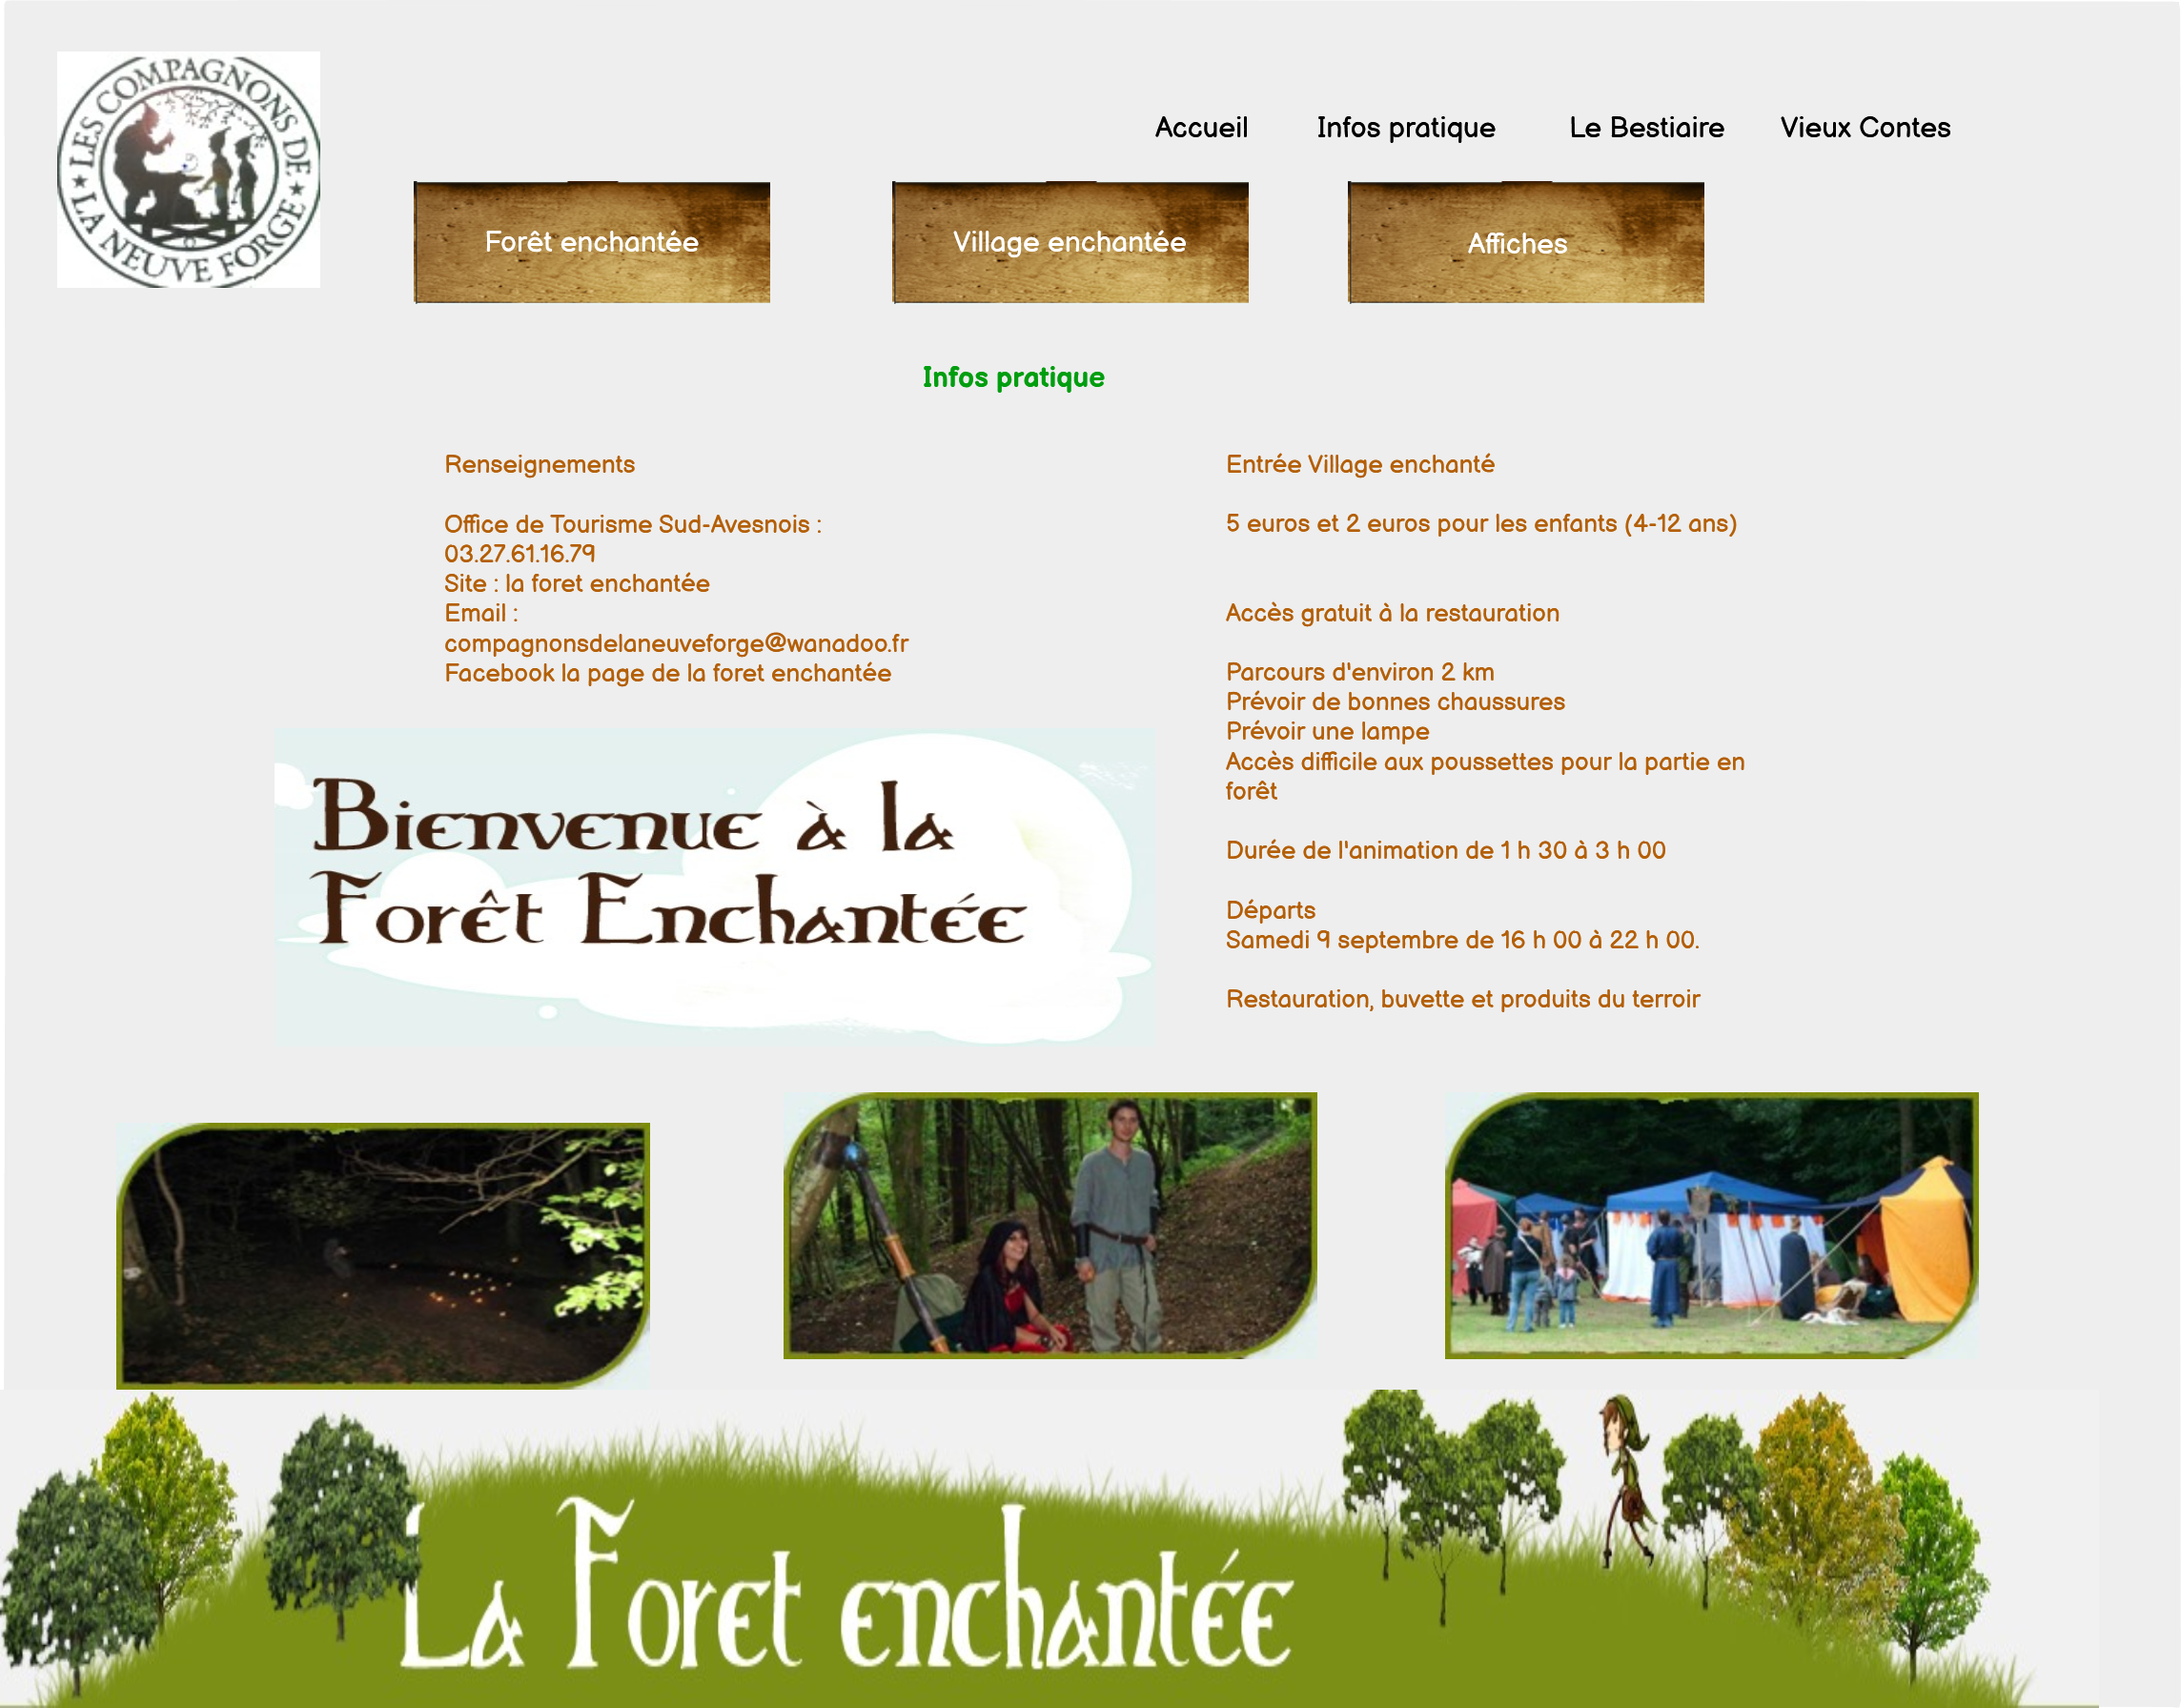 LES COMPAGNONS DE LA NEUVE FORGE
Accueil
Infos pratique
Le Bestiaire
Vieux Contes
Forêt enchantée
Village enchantée
Affiches
Infos pratique
Renseignements
Office de Tourisme Sud-Avesnois :
03.27.61.16.79
Site : la foret enchantée
Email :
compagnonsdelaneuveforge@wanadoo.fr
Facebook la page de la foret enchantée
Entrée Village enchanté
5 euros et 2 euros pour les enfants (4-12 ans)
Accès gratuit à la restauration
Parcours d'environ 2 km
Prévoir de bonnes chaussures
Prévoir une lampe
Accès difficile aux poussettes pour la partie en
forêt
Durée de l'animation de 1 h 30 à 3 h 00
Départs
Samedi 9 septembre de 16 h 00 à 22 h 00.
Restauration, buvette et produits du terroir
Bienvenue à la
Forêt Enchantée
La Foret enchantée